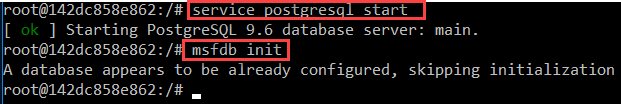 root@142dc858e862:/# service postgresql start
[ ok ] Starting PostgreSQL 9.6 database server: main.
root@142dc858e862:/# msfdb init
A database appears to be already configured, skipping initialization
root@142dc858e862:/#